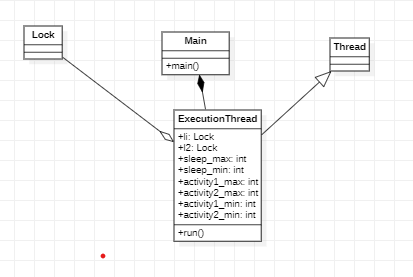 Lock
Main
+main()
Thread
ExecutionThread
+li: Lock
+l2: Lock
+sleep_max: int
+sleep_min: int
+activity1_max: int
+activity2_max: int
+activity1_min: int
+activity2_min: int
+run()